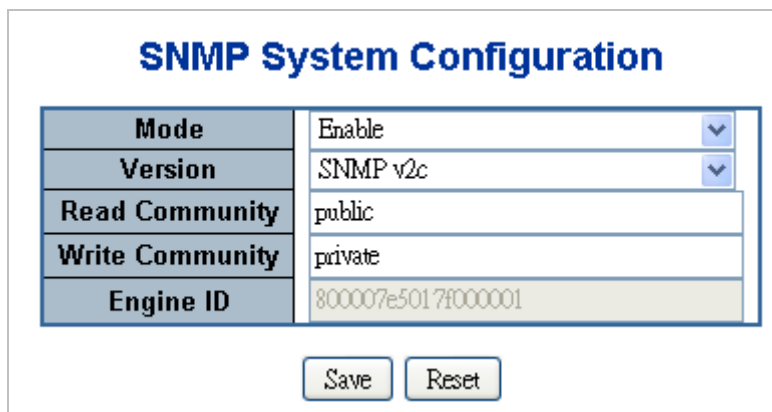 SNMP System Configuration
Mode Enable
Version SNMP v2c
Read Community public
Write Community private
Engine ID 800007e5017f000001
Save Reset